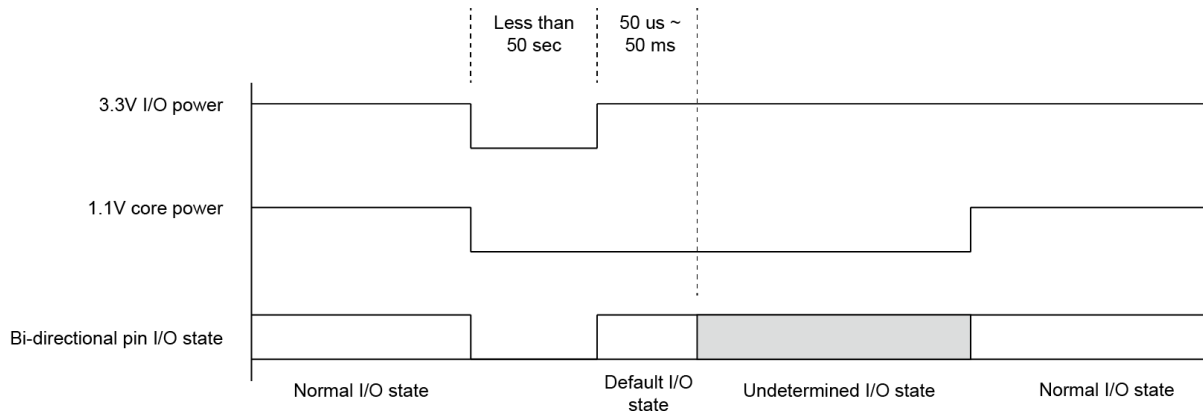 Less than
50 sec
50 us ~
50 ms
3.3V I/O power
1.1V core power
Bi-directional pin I/O state
Normal I/O state
Default I/O
state
Undetermined I/O state
Normal I/O state